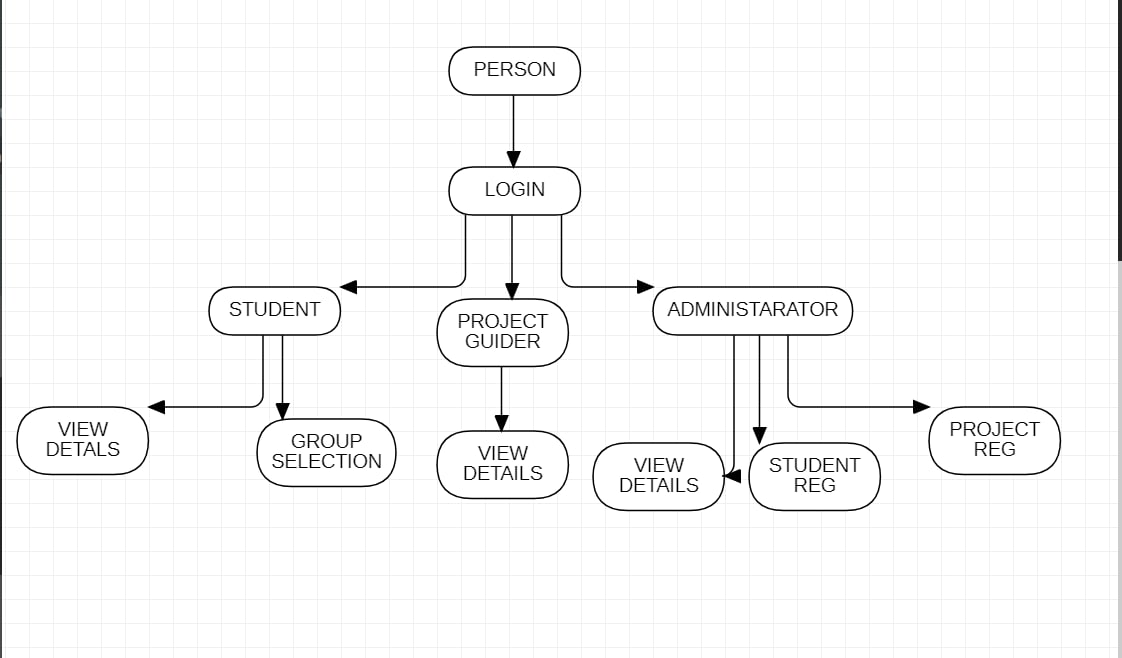 PERSON
LOGIN
STUDENT
PROJECT
GUIDER
ADMINISTARATOR
VIEW
DETALS
GROUP
SELECTION
VIEW
DETAILS
VIEW
DETAILS
STUDENT
REG
PROJECT
REG